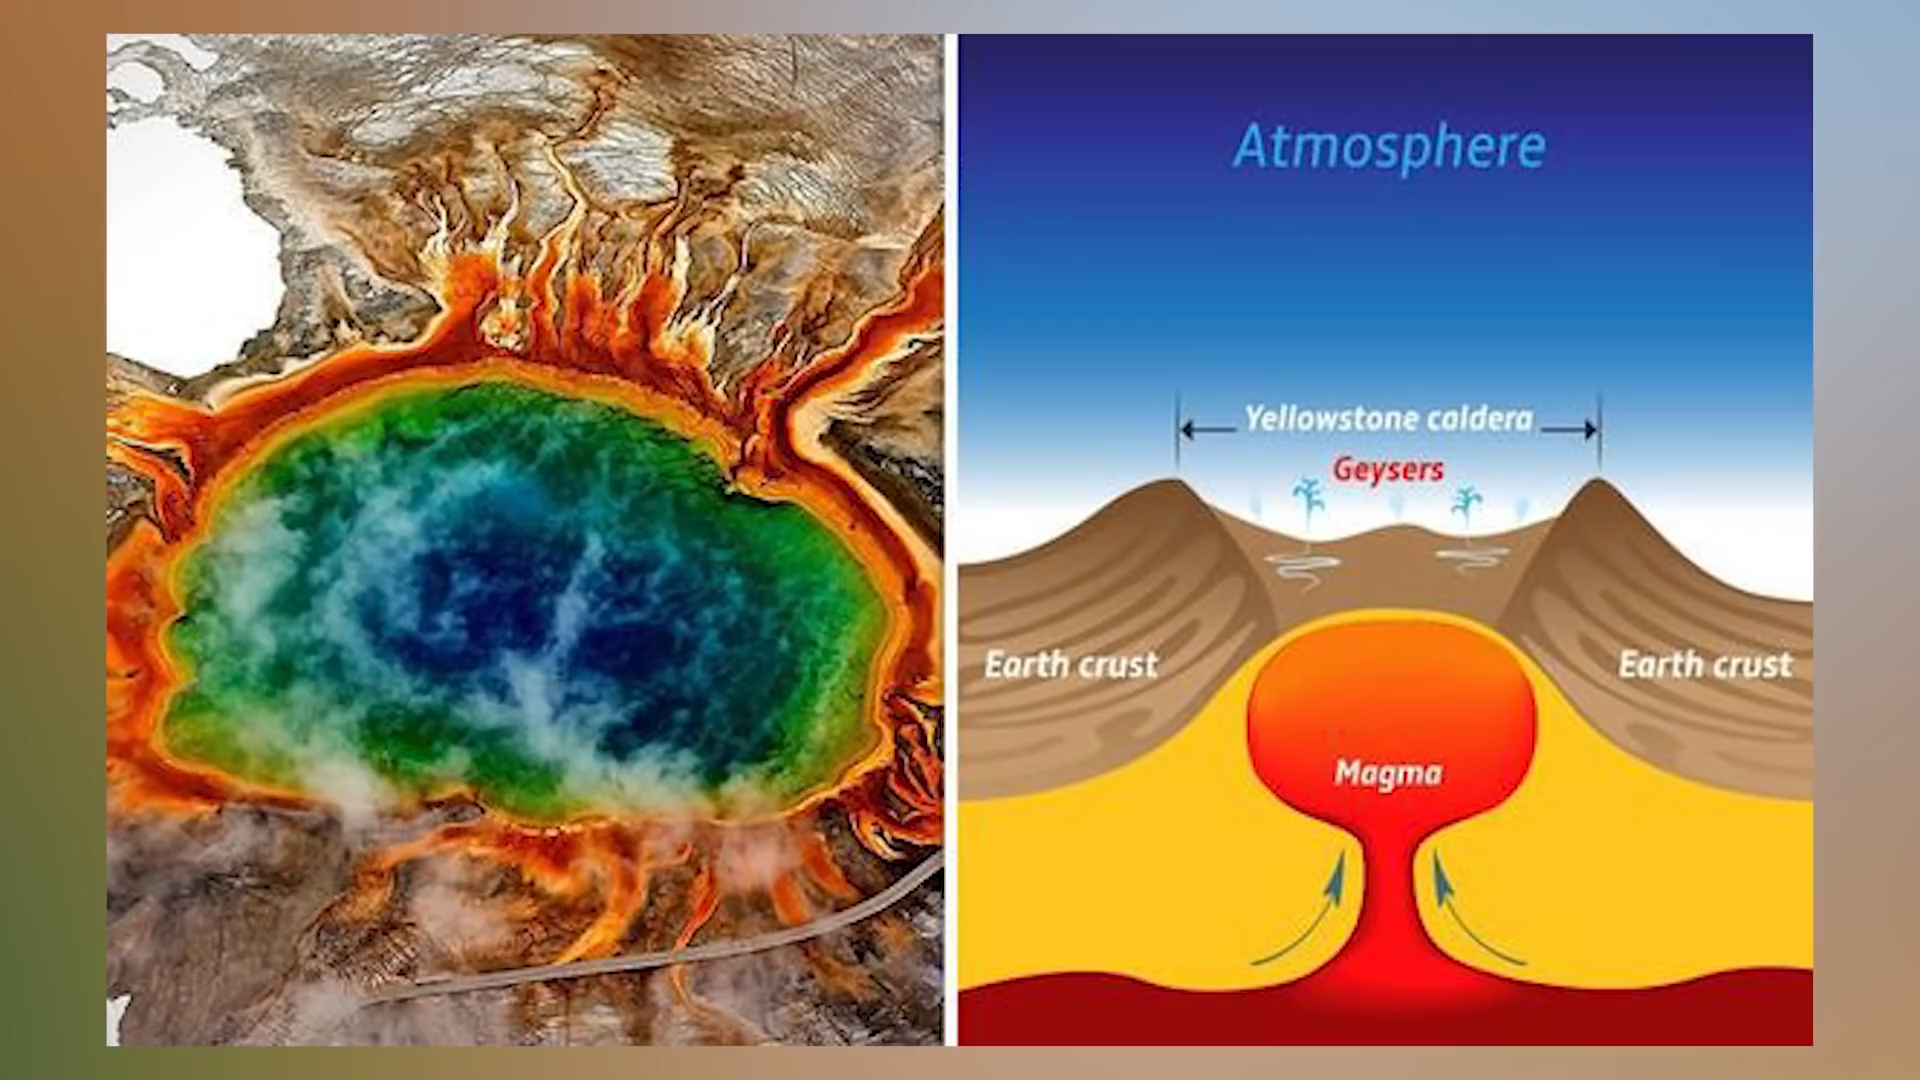 Atmosphere
Yellowstone caldera
Geysers
Earth crust
Earth crust
Magma